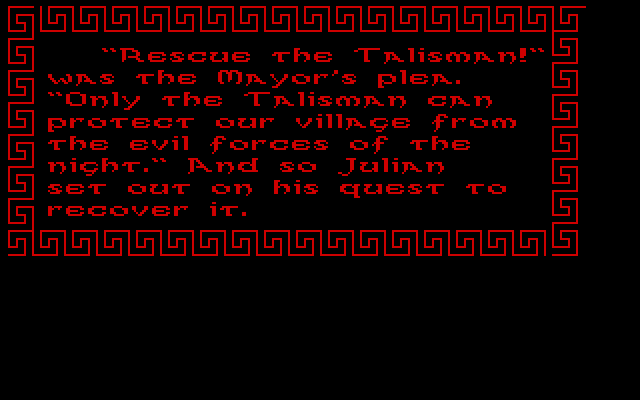 "Rescue the Talisman!"
was the Mayor's plea.
"Only the Talisman can
protect our village from
the evil forces of the
night." And so Julian
set out on his quest to
recover it.